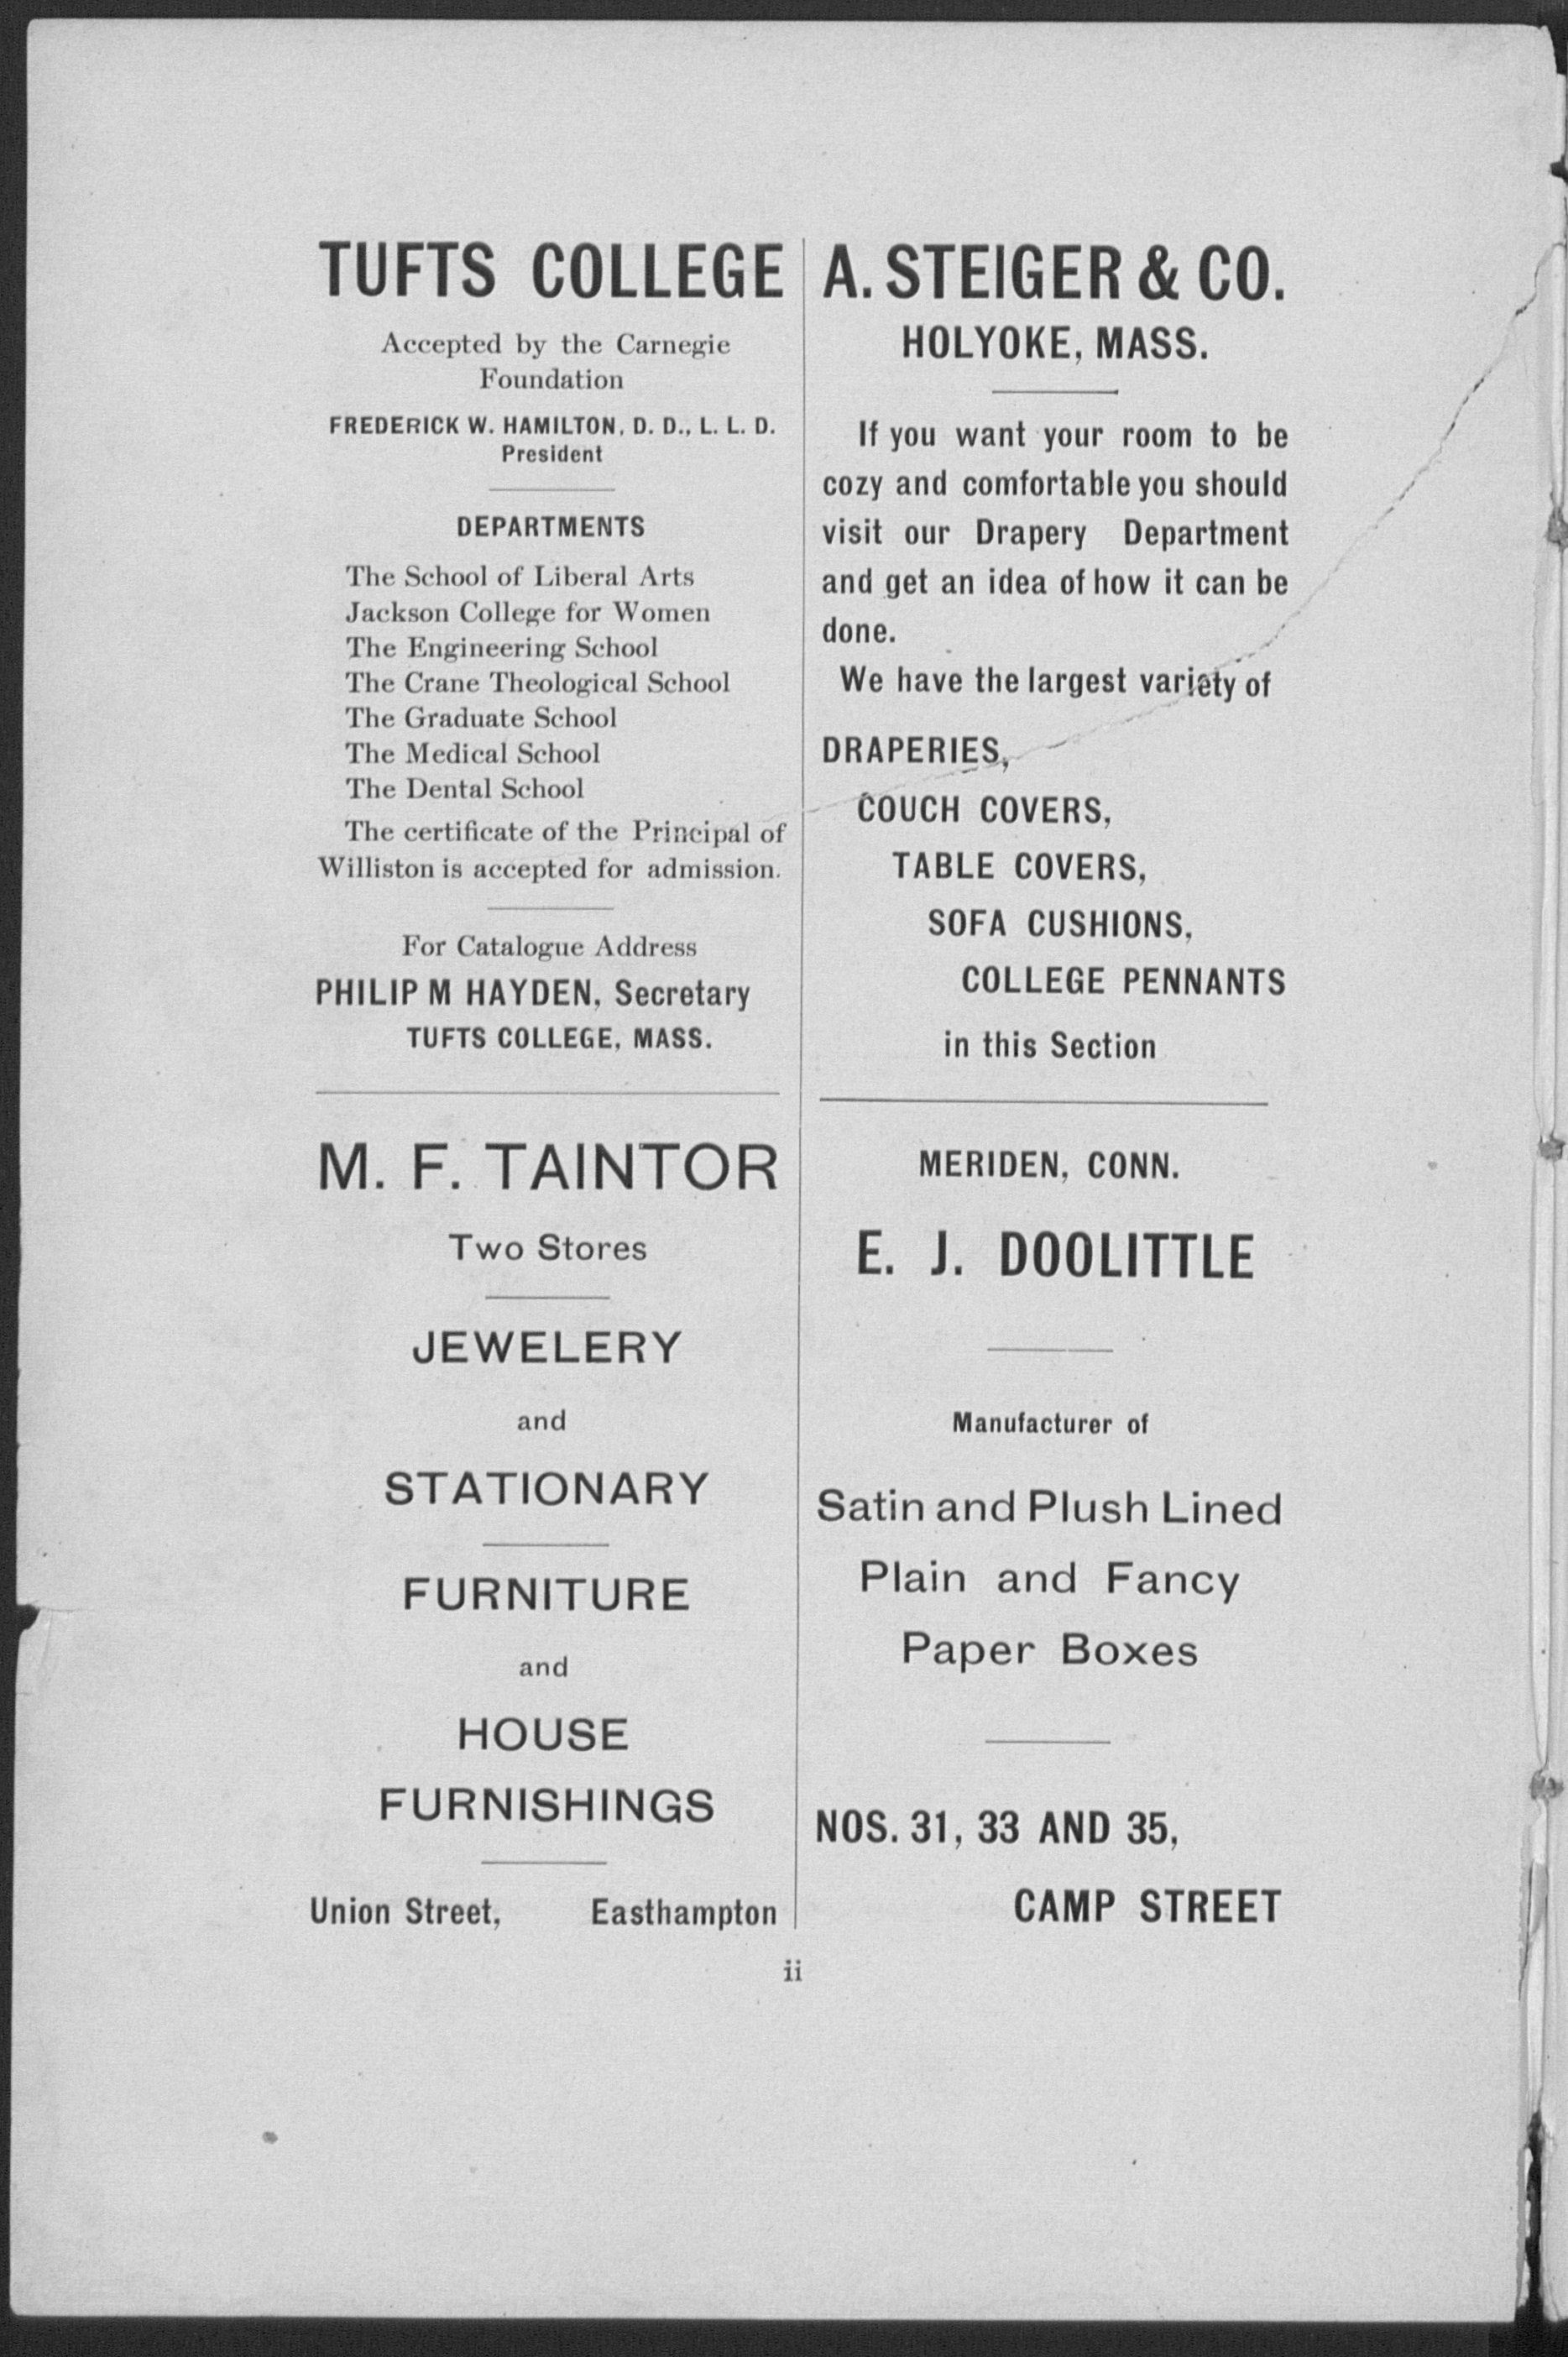 TUFTS COLLEGE
Accepted by the Carnegie
Foundation
FREDERICK W. HAMILTON, D. D., L. L. D.
President
DEPARTMENTS
The School of Liberal Arts
Jackson College for Women
The Engineering School
The Crane Theological School
The Graduate School
The Medical School
The Dental School
The certificate of the Principal of
Williston is accepted for admission.
For Catalogue Address
PHILIP M HAYDEN, Secretary
TUFTS COLLEGE, MASS.
M. F. TAINTOR
Two Stores
JEWELERY
and
STATIONARY
FURNITURE
and
HOUSE
FURNISHINGS
Union Street, Easthampton
A. STEIGER & CO.
HOLYOKE, MASS.
If you want your room to be
cozy and comfortable you should
visit our Drapery Department
and get an idea of how it can be
done.
We have the largest variety of
DRAPERIES,
COUCH COVERS,
TABLE COVERS,
SOFA CUSHIONS,
COLLEGE PENNANTS
in this Section
MERIDEN, CONN.
E. J. DOOLITTLE
Manufacturer of
Satin and Plush Lined
Plain and Fancy
Paper Boxes
NOS. 31, 33 AND 35,
CAMP STREET
ii